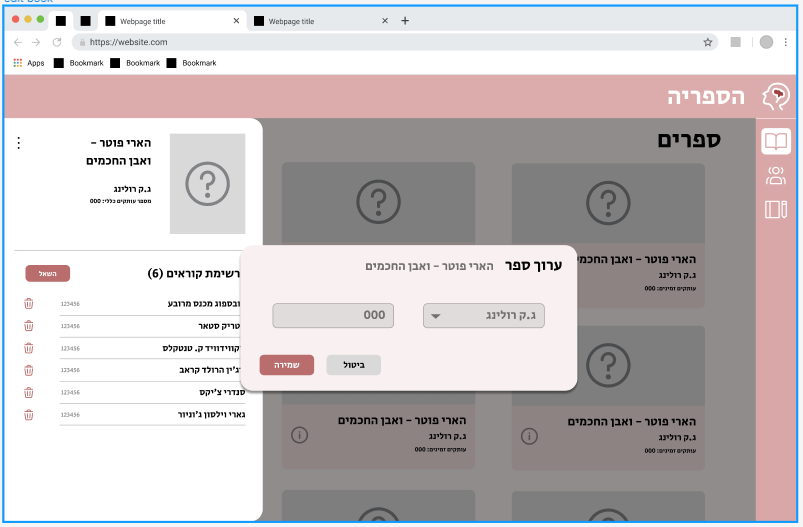 edit book
Webpage title
Webpage title
https://website.com
Apps
Bookmark
Bookmark
Bookmark
הספריה
ספרים
הארי פוטר – ואבן החכמים
ג.ק רולינג
מספר עותקים כללי: 000
רשימת קוראים (6)
השאל
123456
123456
123456
123456
סנדרי צ'יקס
123456
גארי וילסון ג'וניור
123456
ערוך ספר
הארי פוטר – ואבן החכמים
ג.ק רולינג
000
ביטול
שמירה
הארי פוטר – ואבן החכמים
ג.ק רולינג
עותקים זמינים: 000
הארי פוטר – ואבן החכמים
ג.ק רולינג
עותקים זמינים: 000
הארי פוטר – ואבן החכמים
ג.ק רולינג
עותקים זמינים: 000